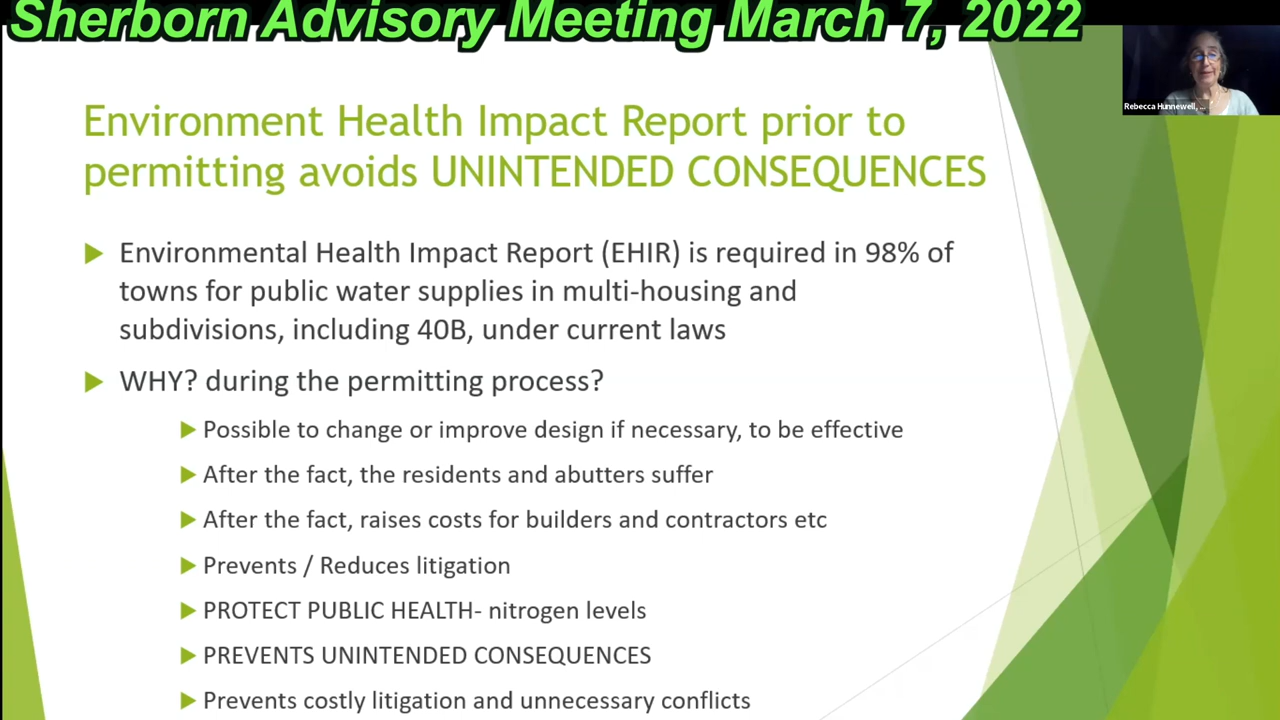 Sherborn Advisory Meeting March 7, 2022
Rebecca Hunnewell, ...
Environment Health Impact Report prior to
permitting avoids UNINTENDED CONSEQUENCES
Environmental Health Impact Report (EHIR) is required in 98% of
towns for public water supplies in multi-housing and
subdivisions, including 40B, under current laws
WHY? during the permitting process?
Possible to change or improve design if necessary, to be effective
After the fact, the residents and abutters suffer
After the fact, raises costs for builders and contractors etc
Prevents / Reduces litigation
PROTECT PUBLIC HEALTH- nitrogen levels
PREVENTS UNINTENDED CONSEQUENCES
Prevents costly litigation and unnecessary conflicts